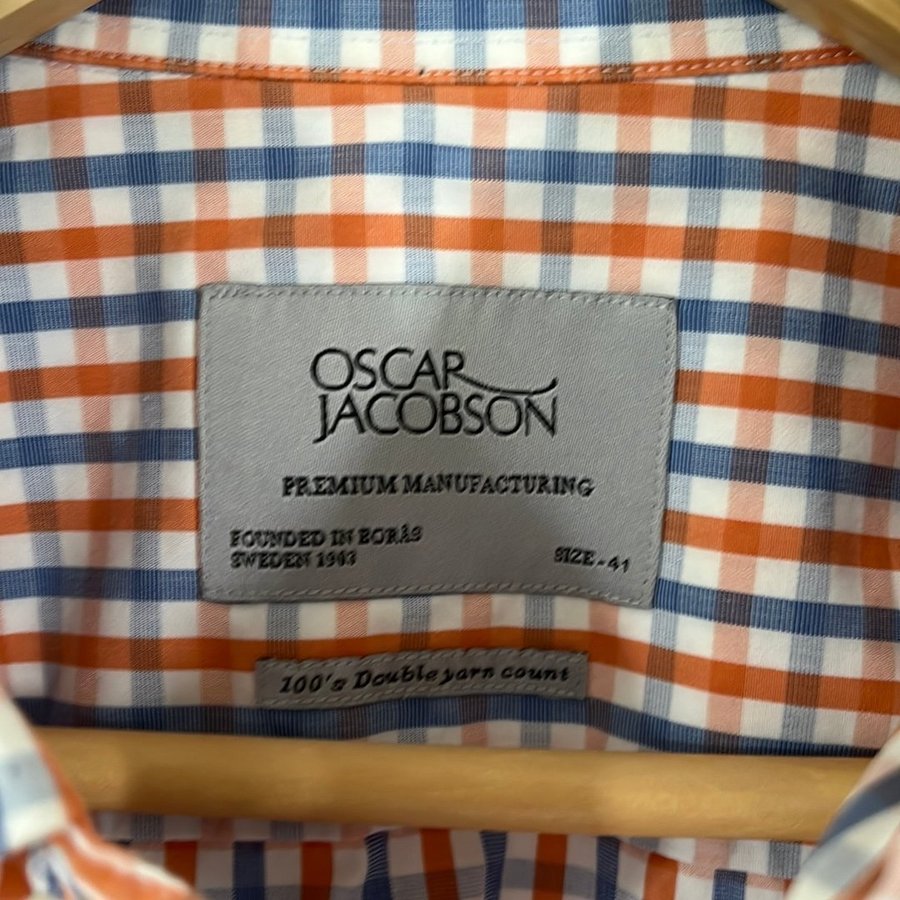 OSCAR
JACOBSON
PREMIUM MANUFACTURING
FOUNDED IN BORÅS
SWEDEN 1903
SIZE - 41
100's Double yarn count